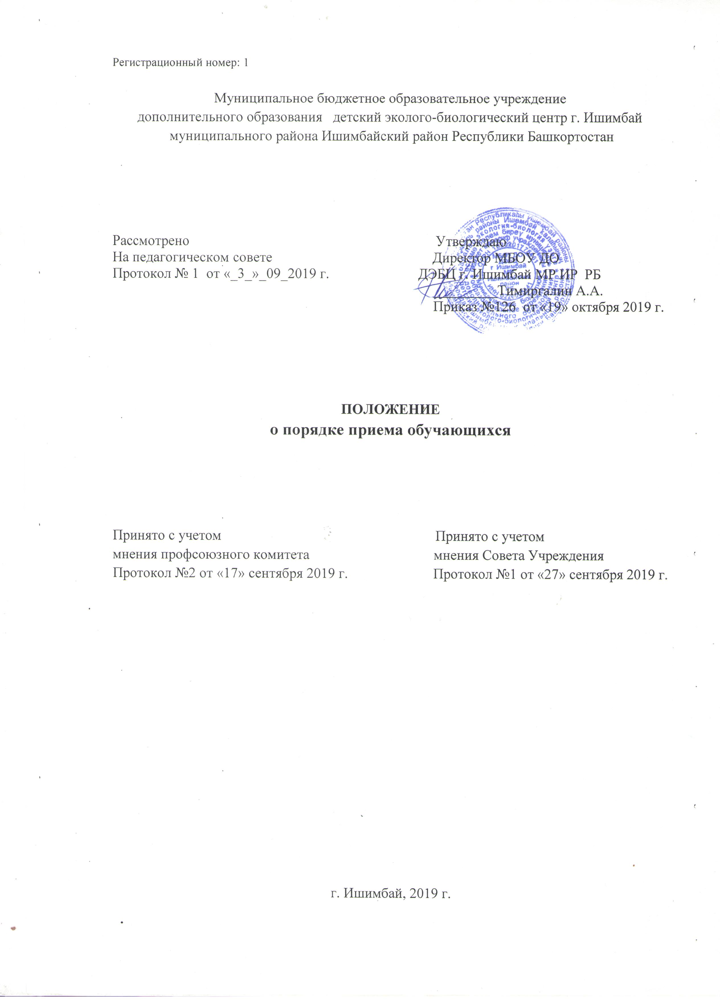 Регистрационный номер: 1
Муниципальное бюджетное образовательное учреждение
дополнительного образования детский эколого-биологический центр г. Ишимбай
муниципального района Ишимбайский район Республики Башкортостан
Рассмотрено
На педагогическом совете
Протокол № 1 от «_3_»_09_2019 г.
Утверждаю
Директор МБОУ ДО
ДЭБЦ г. Ишимбай МР ИР РБ
Тимиргалин А.А.
Приказ №126 от «19» октября 2019 г.
ПОЛОЖЕНИЕ
о порядке приема обучающихся
Принято с учетом
мнения профсоюзного комитета
Протокол №2 от «17» сентября 2019 г.
Принято с учетом
мнения Совета Учреждения
Протокол №1 от «27» сентября 2019 г.
г. Ишимбай, 2019 г.